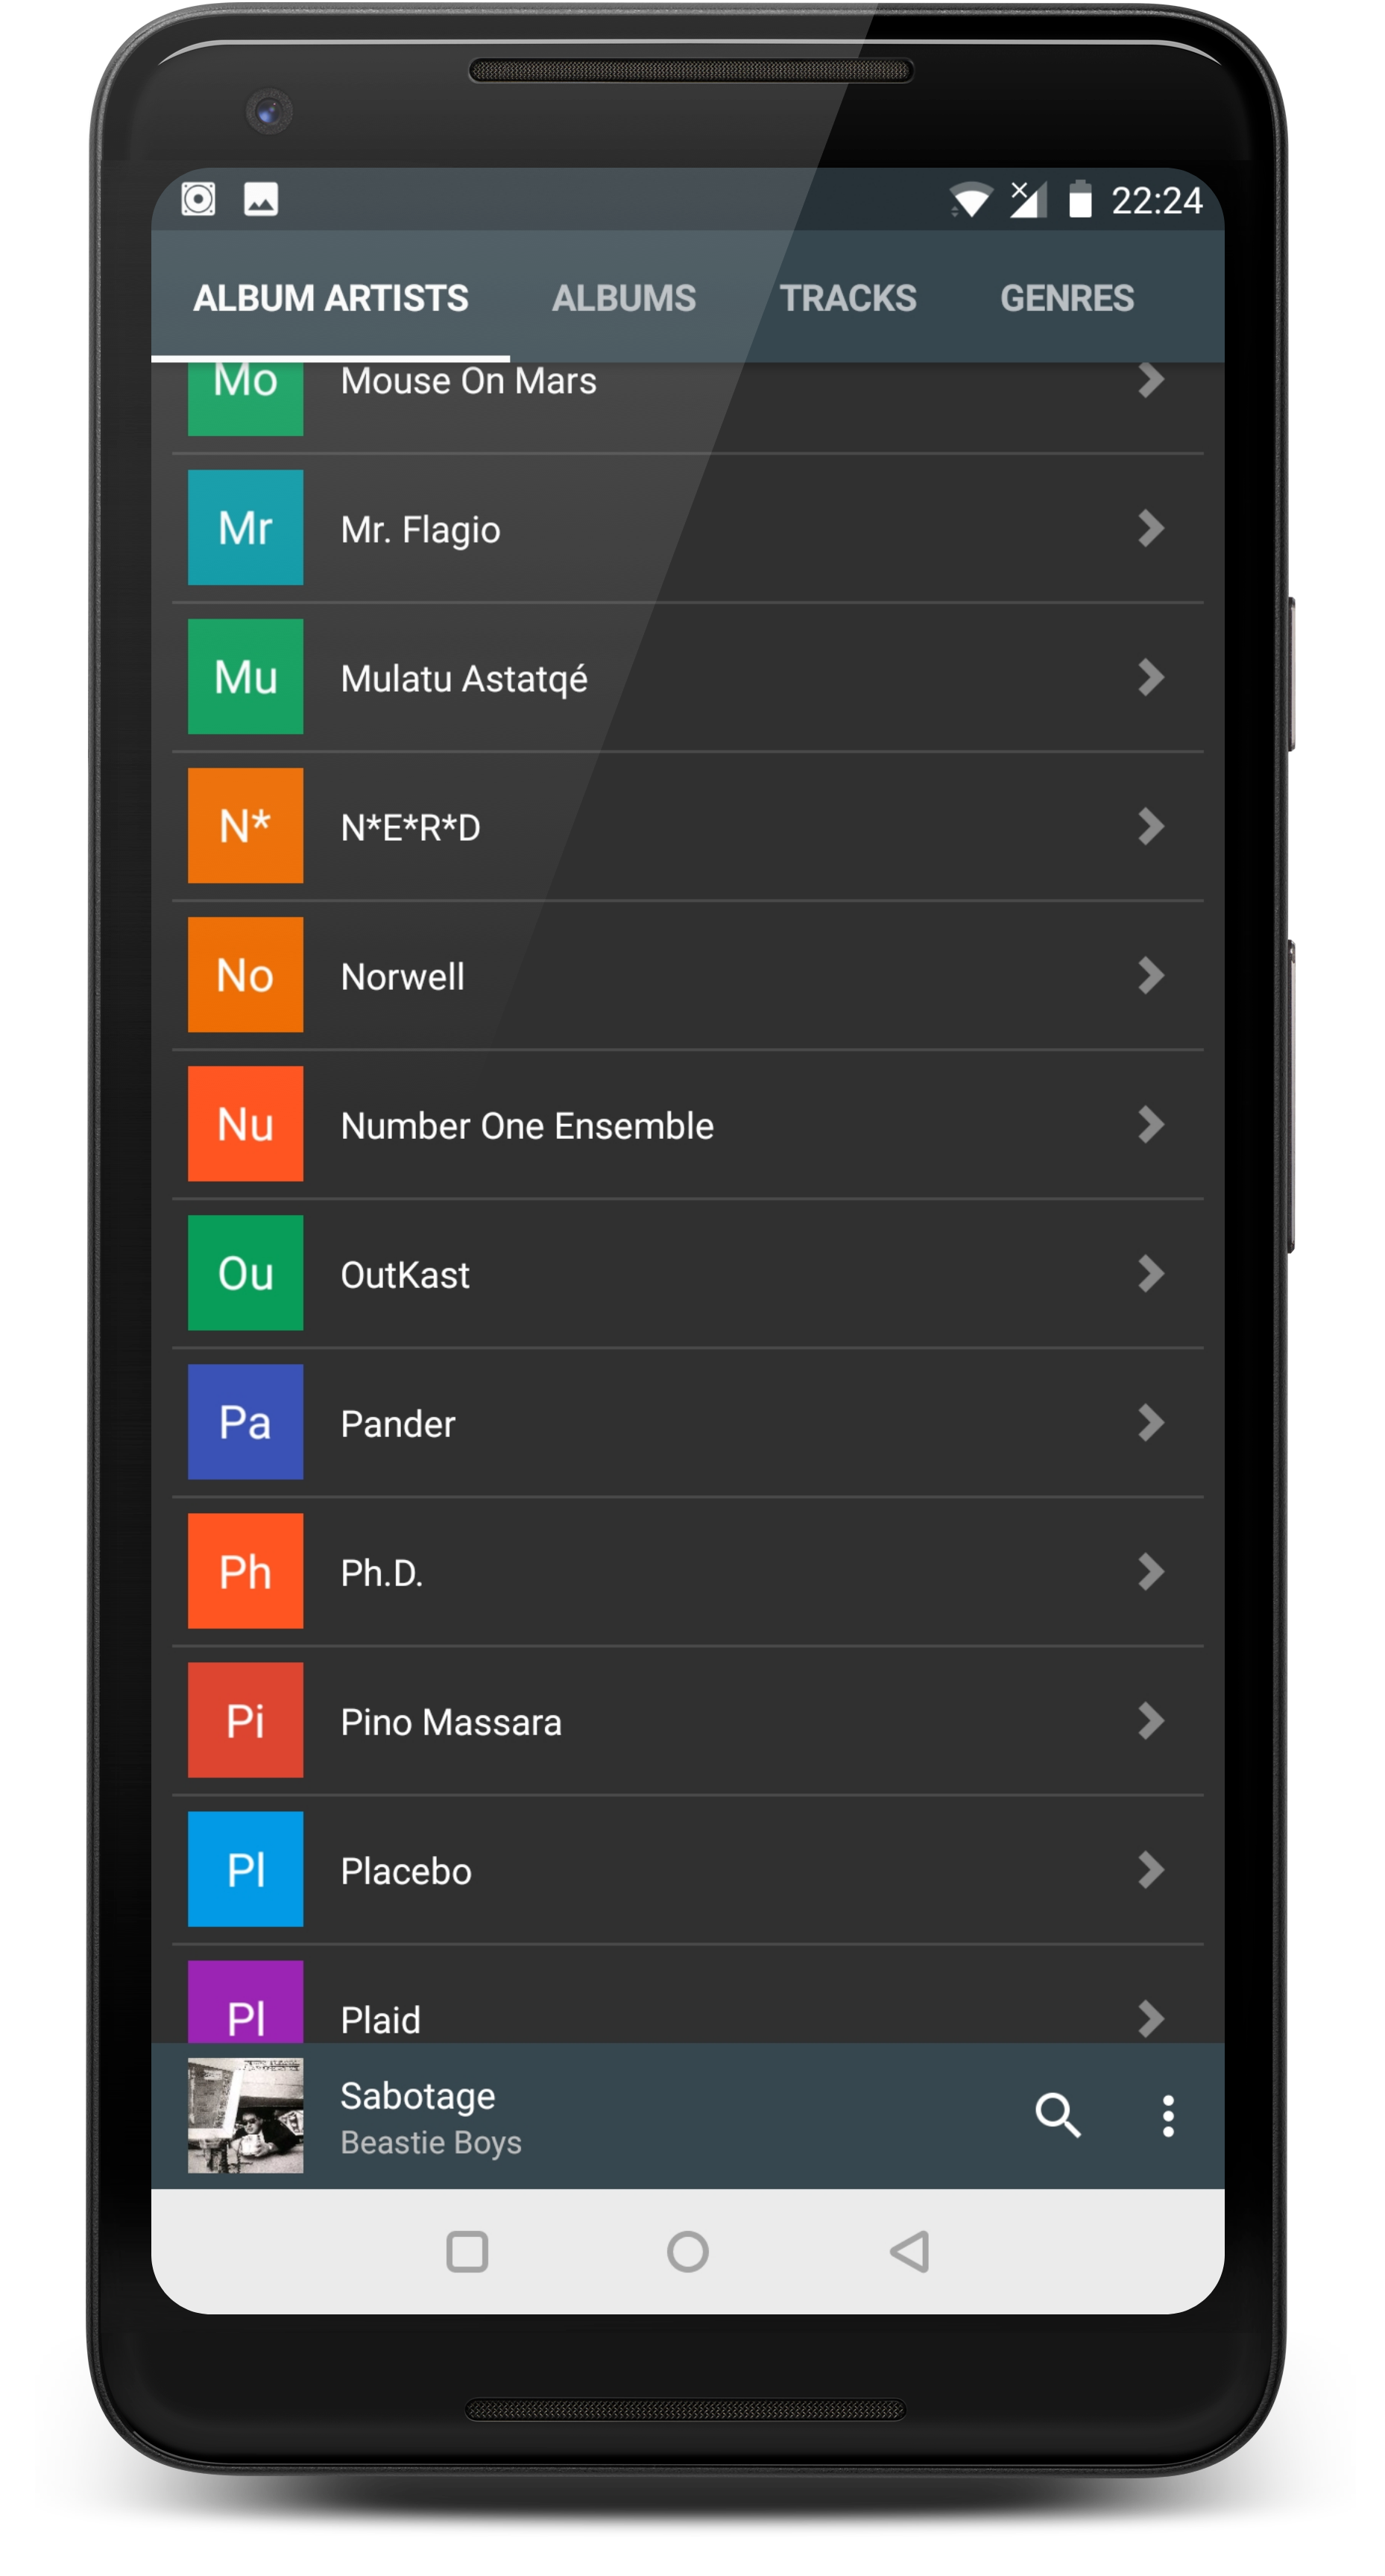 22:24
ALBUM ARTISTS ALBUMS TRACKS GENRES
Mo Mouse On Mars
Mr Mr. Flagio
Mu Mulatu Astatqé
N* N*E*R*D
No Norwell
Nu Number One Ensemble
Ou OutKast
Pa Pander
Ph Ph.D.
Pi Pino Massara
Pl Placebo
Pl Plaid
Sabotage
Beastie Boys